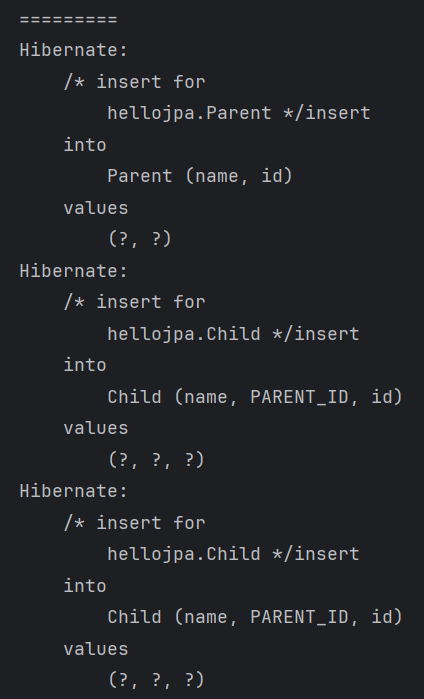 =========
Hibernate:
    /* insert for
        hellojpa.Parent */insert
    into
        Parent (name, id)
    values
        (?, ?)
Hibernate:
    /* insert for
        hellojpa.Child */insert
    into
        Child (name, PARENT_ID, id)
    values
        (?, ?, ?)
Hibernate:
    /* insert for
        hellojpa.Child */insert
    into
        Child (name, PARENT_ID, id)
    values
        (?, ?, ?)